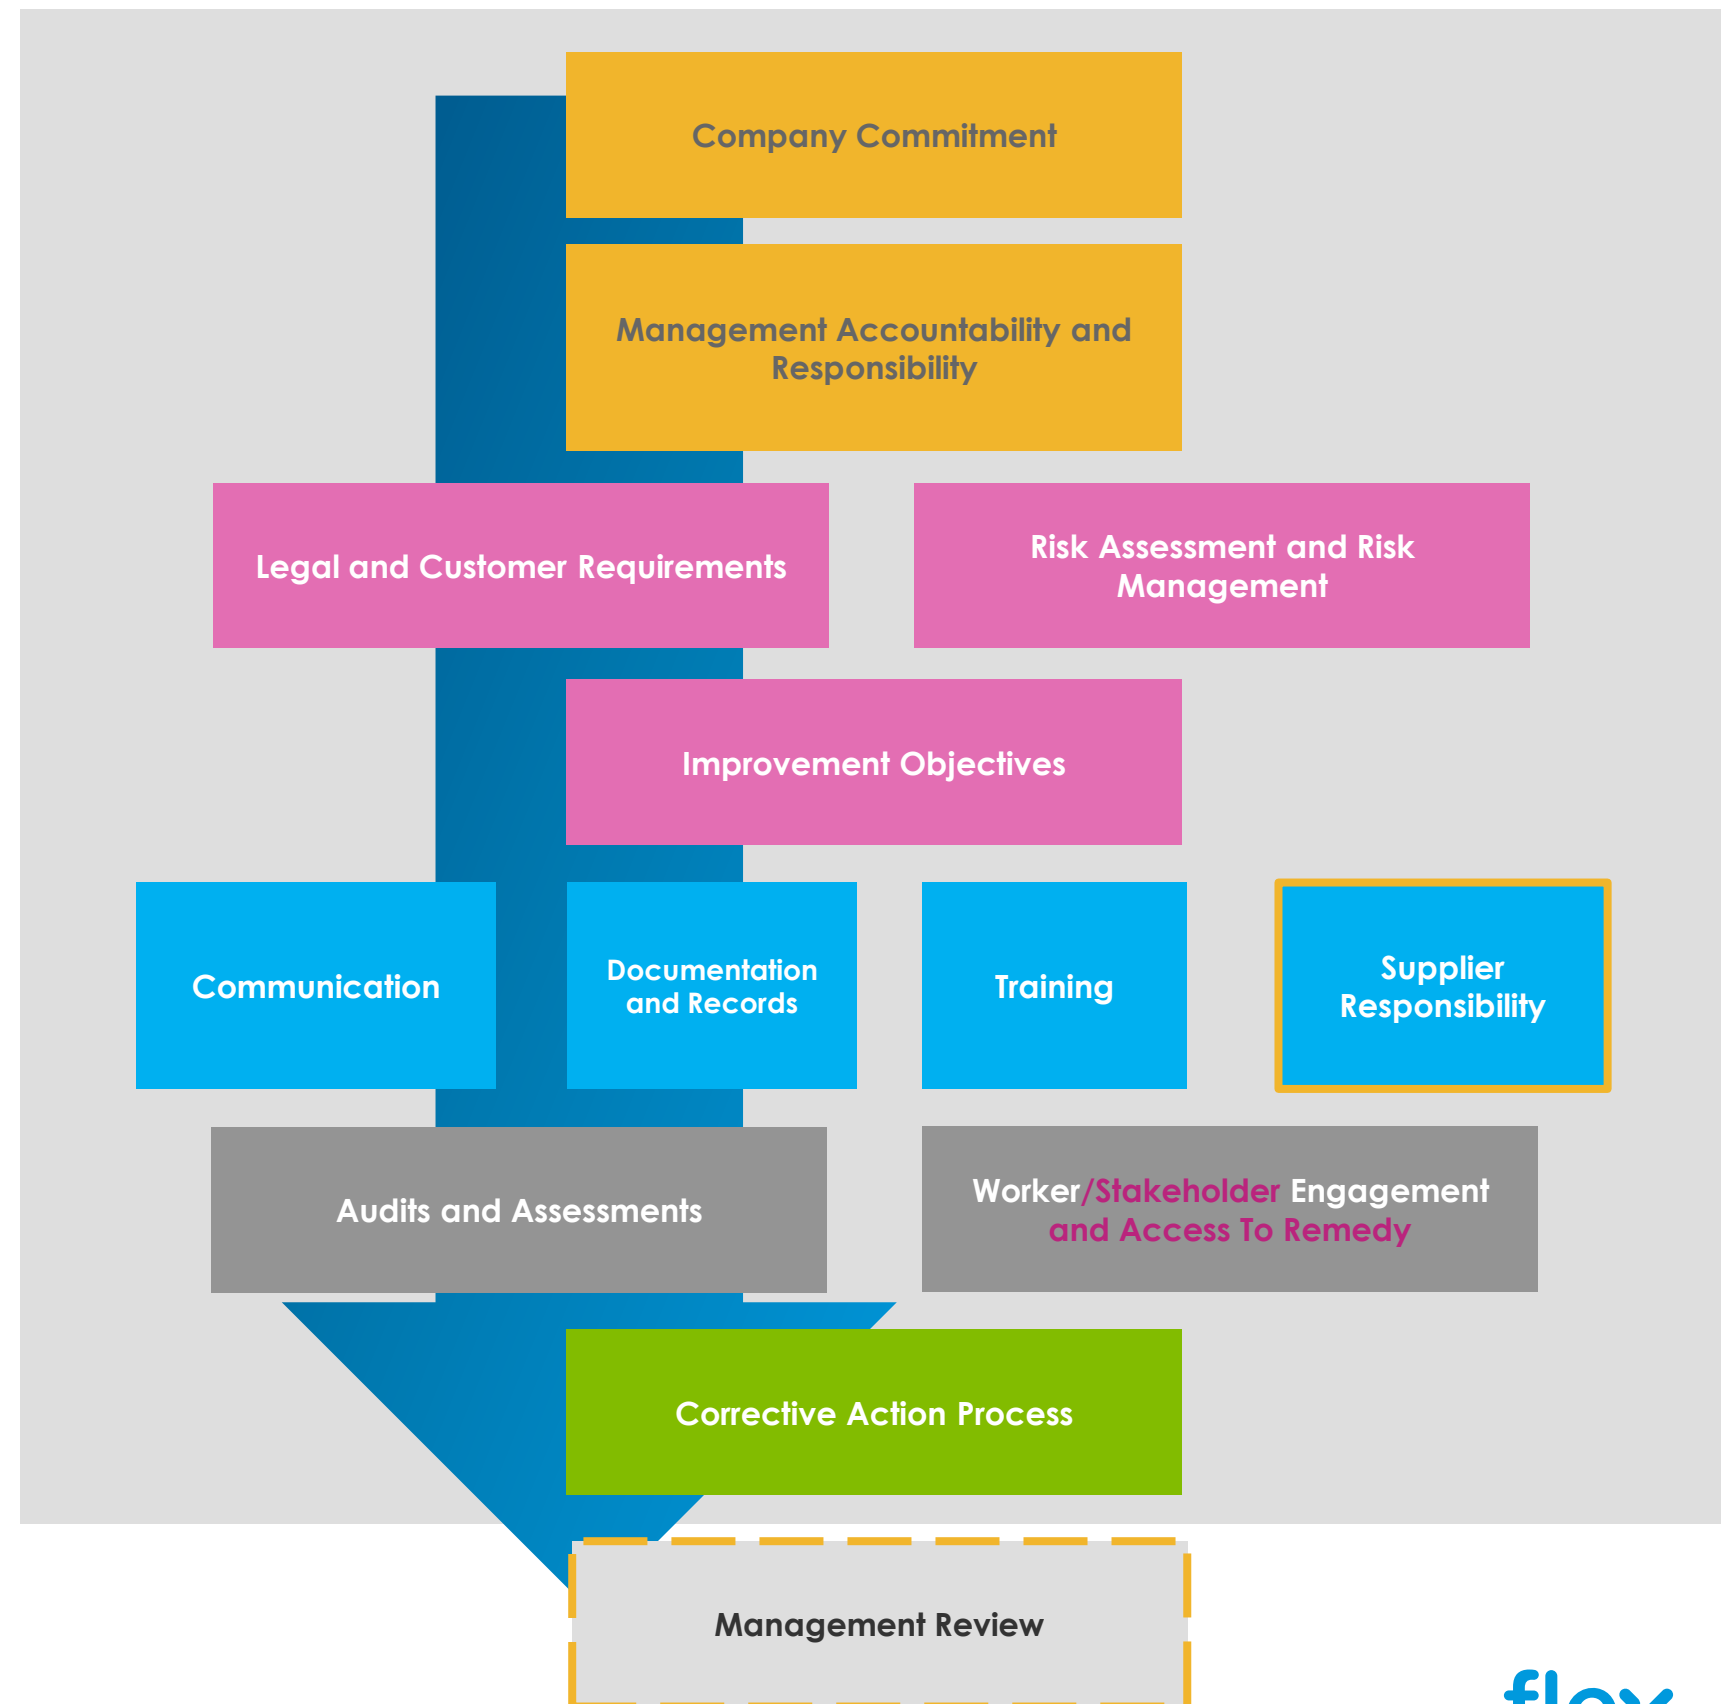 Company Commitment
Management Accountability and
Responsibility
Legal and Customer Requirements
Risk Assessment and Risk
Management
Improvement Objectives
Communication
Documentation
and Records
Training
Supplier
Responsibility
Audits and Assessments
Worker/Stakeholder Engagement
and Access To Remedy
Corrective Action Process
Management Review
flex